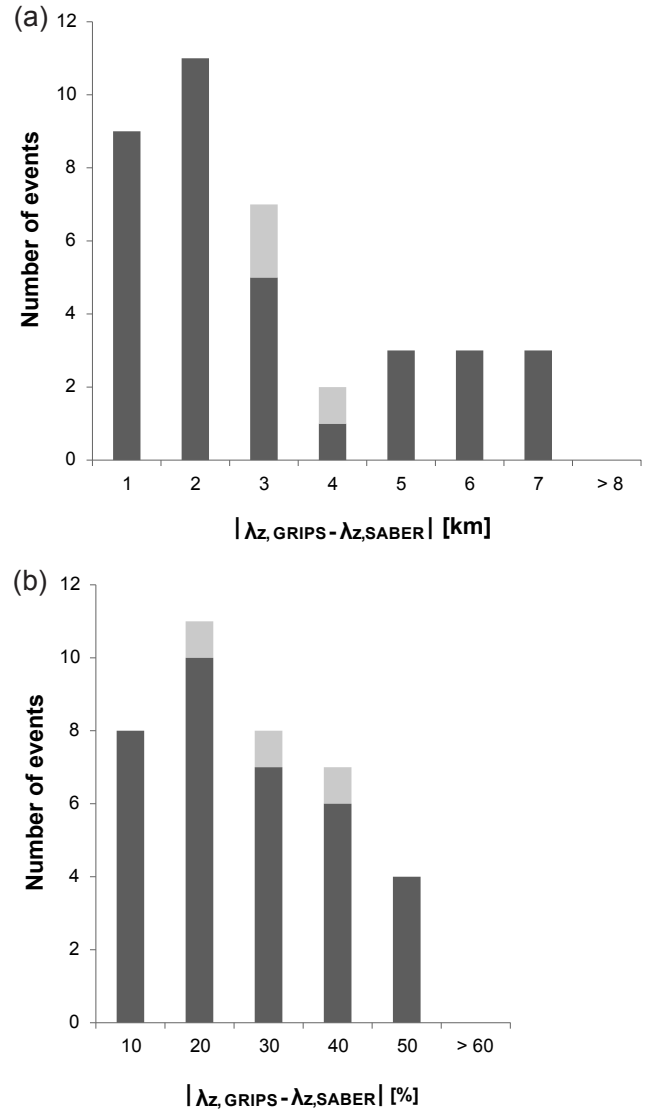 (a)
12
10
8
6
4
2
0
Number of events
1 2 3 4 5 6 7 > 8
|λz, GRIPS - λz,SABER| [km]
(b)
12
10
8
6
4
2
0
Number of events
10 20 30 40 50 > 60
|λz, GRIPS - λz,SABER| [%]